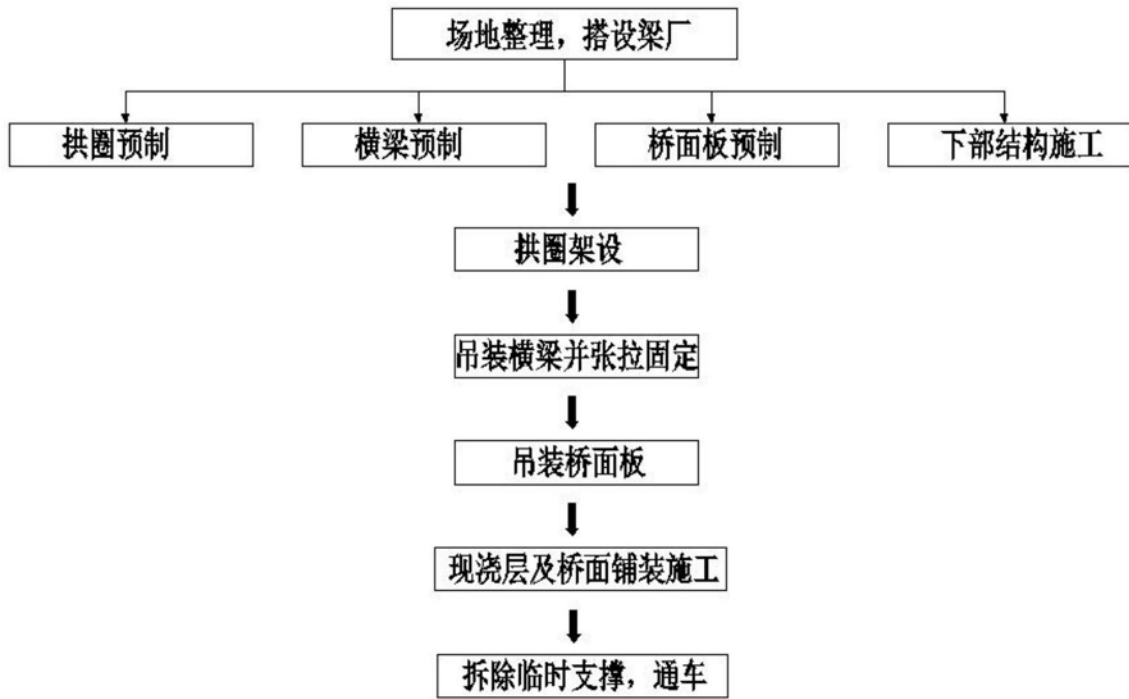 场地整理，搭设梁厂
拱圈预制
横梁预制
桥面板预制
下部结构施工
拱圈架设
吊装横梁并张拉固定
吊装桥面板
现浇层及桥面铺装施工
拆除临时支撑，通车